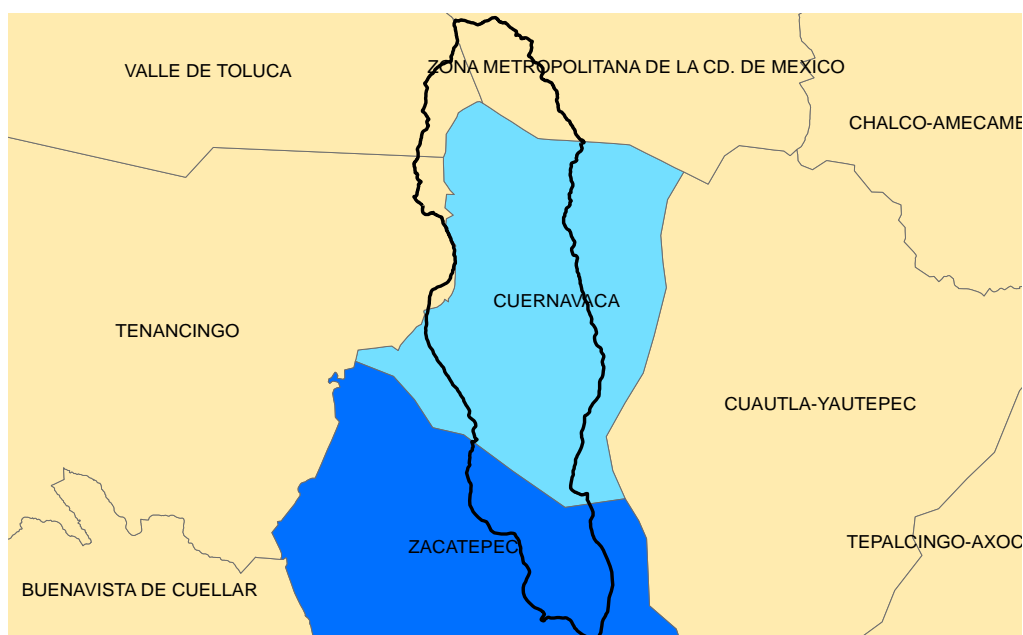 VALLE DE TOLUCA
ZONA METROPOLITANA DE LA CD. DE MEXICO
CHALCO-AMECAME
CUERNAVACA
TENANCINGO
CUAUTLA-YAUTEPEC
ZACATEPEC
TEPALCINGO-AXOC
BUENAVISTA DE CUELLAR